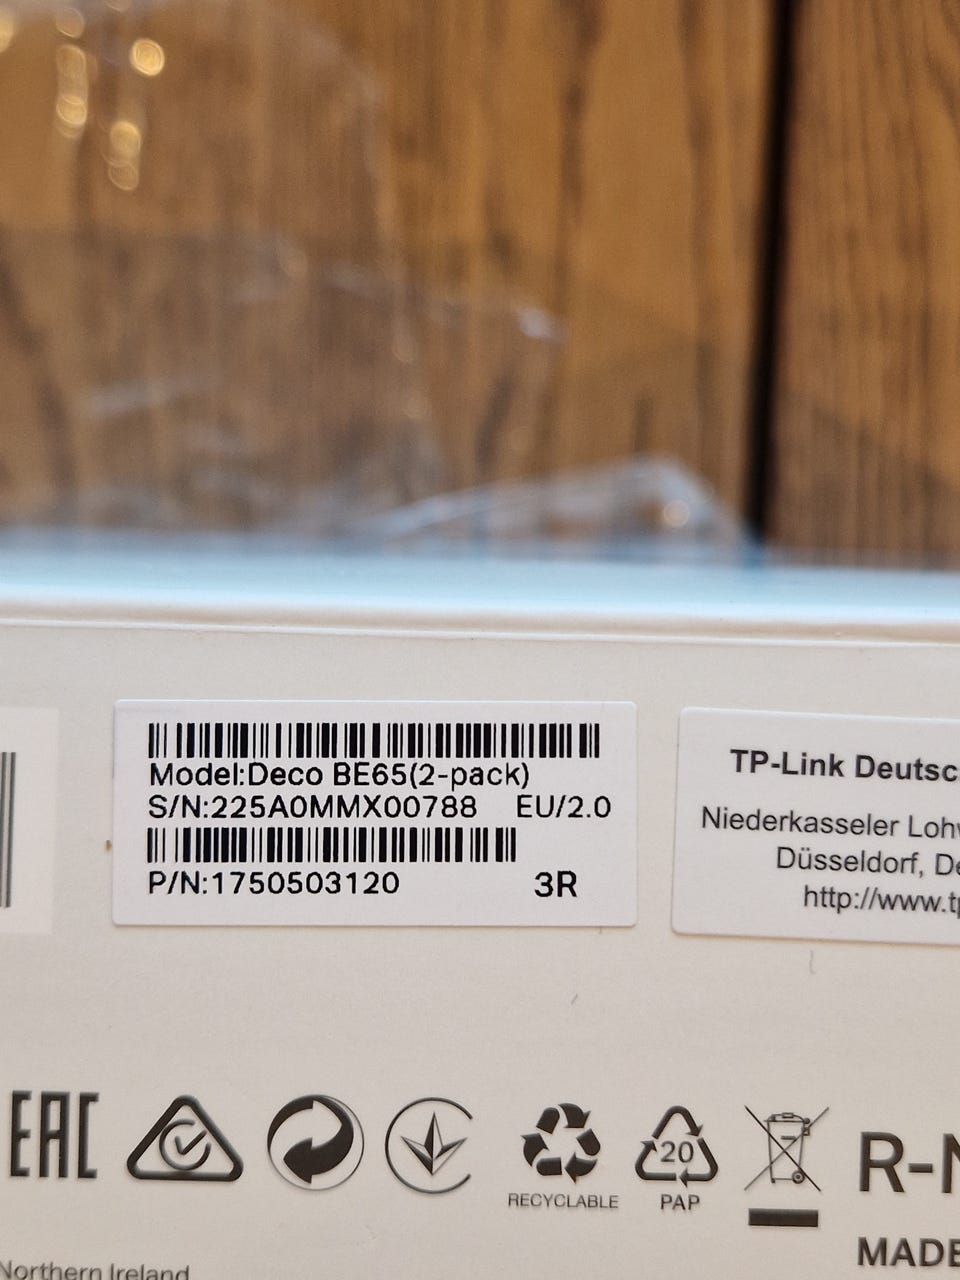 Model:Deco BE65(2-pack)
S/N:225A0MMX00788 EU/2.0
P/N:1750503120 3R
TP-Link Deutsc
Niederkasseler Lohw
Düsseldorf, De
http://www.tp
EAC
RECYCLABLE
20
PAP
R-N
MADE
Northern Ireland